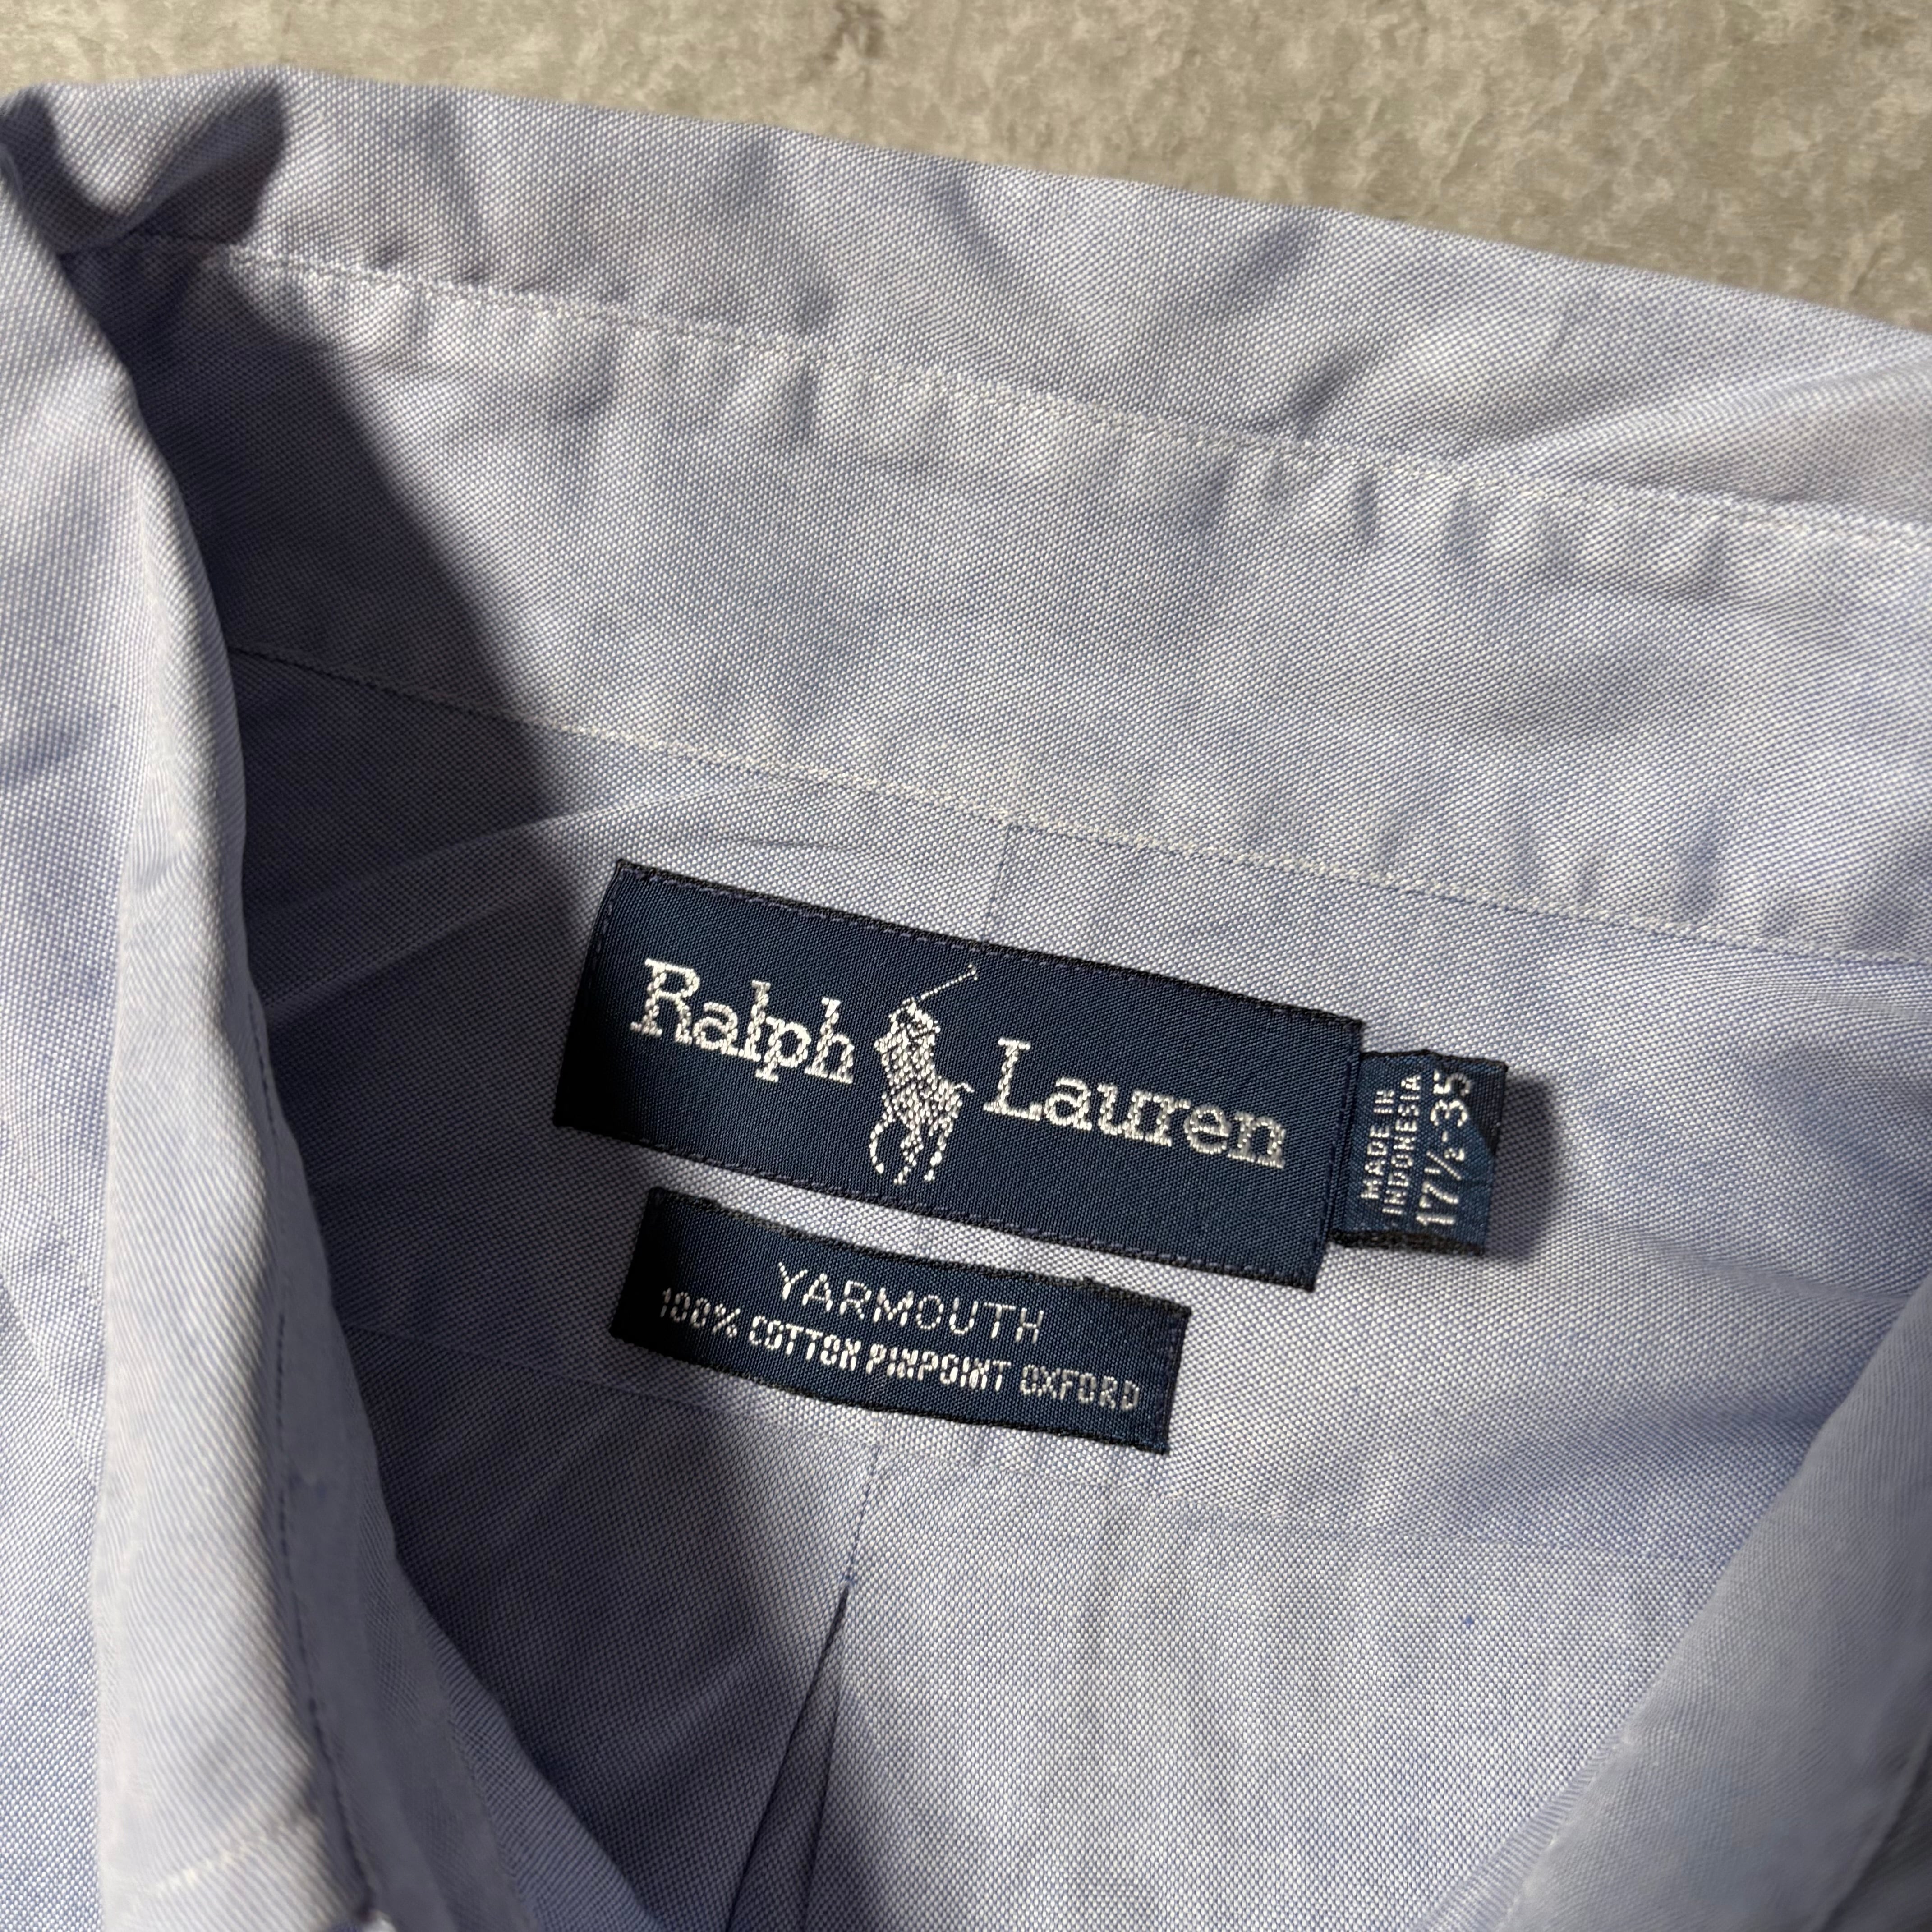 Ralph Lauren
MADE IN
INDONESIA
17½-35
YARMOUTH
100% COTTON PINPOINT OXFORD